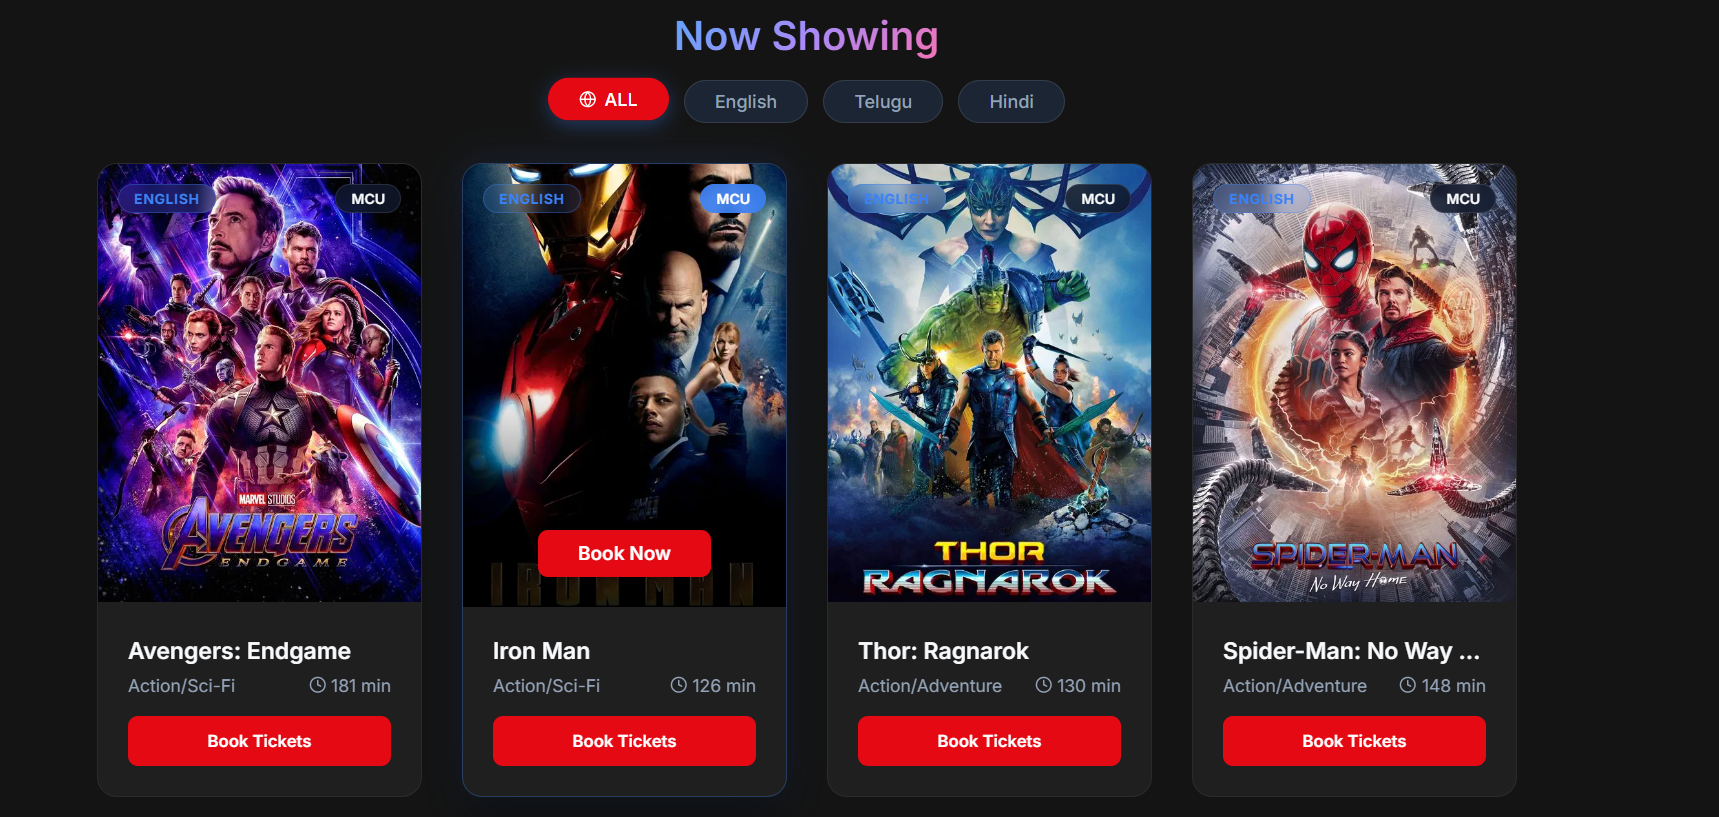 Now Showing
ALL English Telugu Hindi
ENGLISH MCU
MARVEL STUDIOS
AVENGERS
ENDGAME
Avengers: Endgame
Action/Sci-Fi 181 min
Book Tickets
ENGLISH MCU
Book Now
IRON MAN
Iron Man
Action/Sci-Fi 126 min
Book Tickets
ENGLISH MCU
THOR
RAGNAROK
Thor: Ragnarok
Action/Adventure 130 min
Book Tickets
ENGLISH MCU
SPIDER-MAN
No Way Home
Spider-Man: No Way ...
Action/Adventure 148 min
Book Tickets